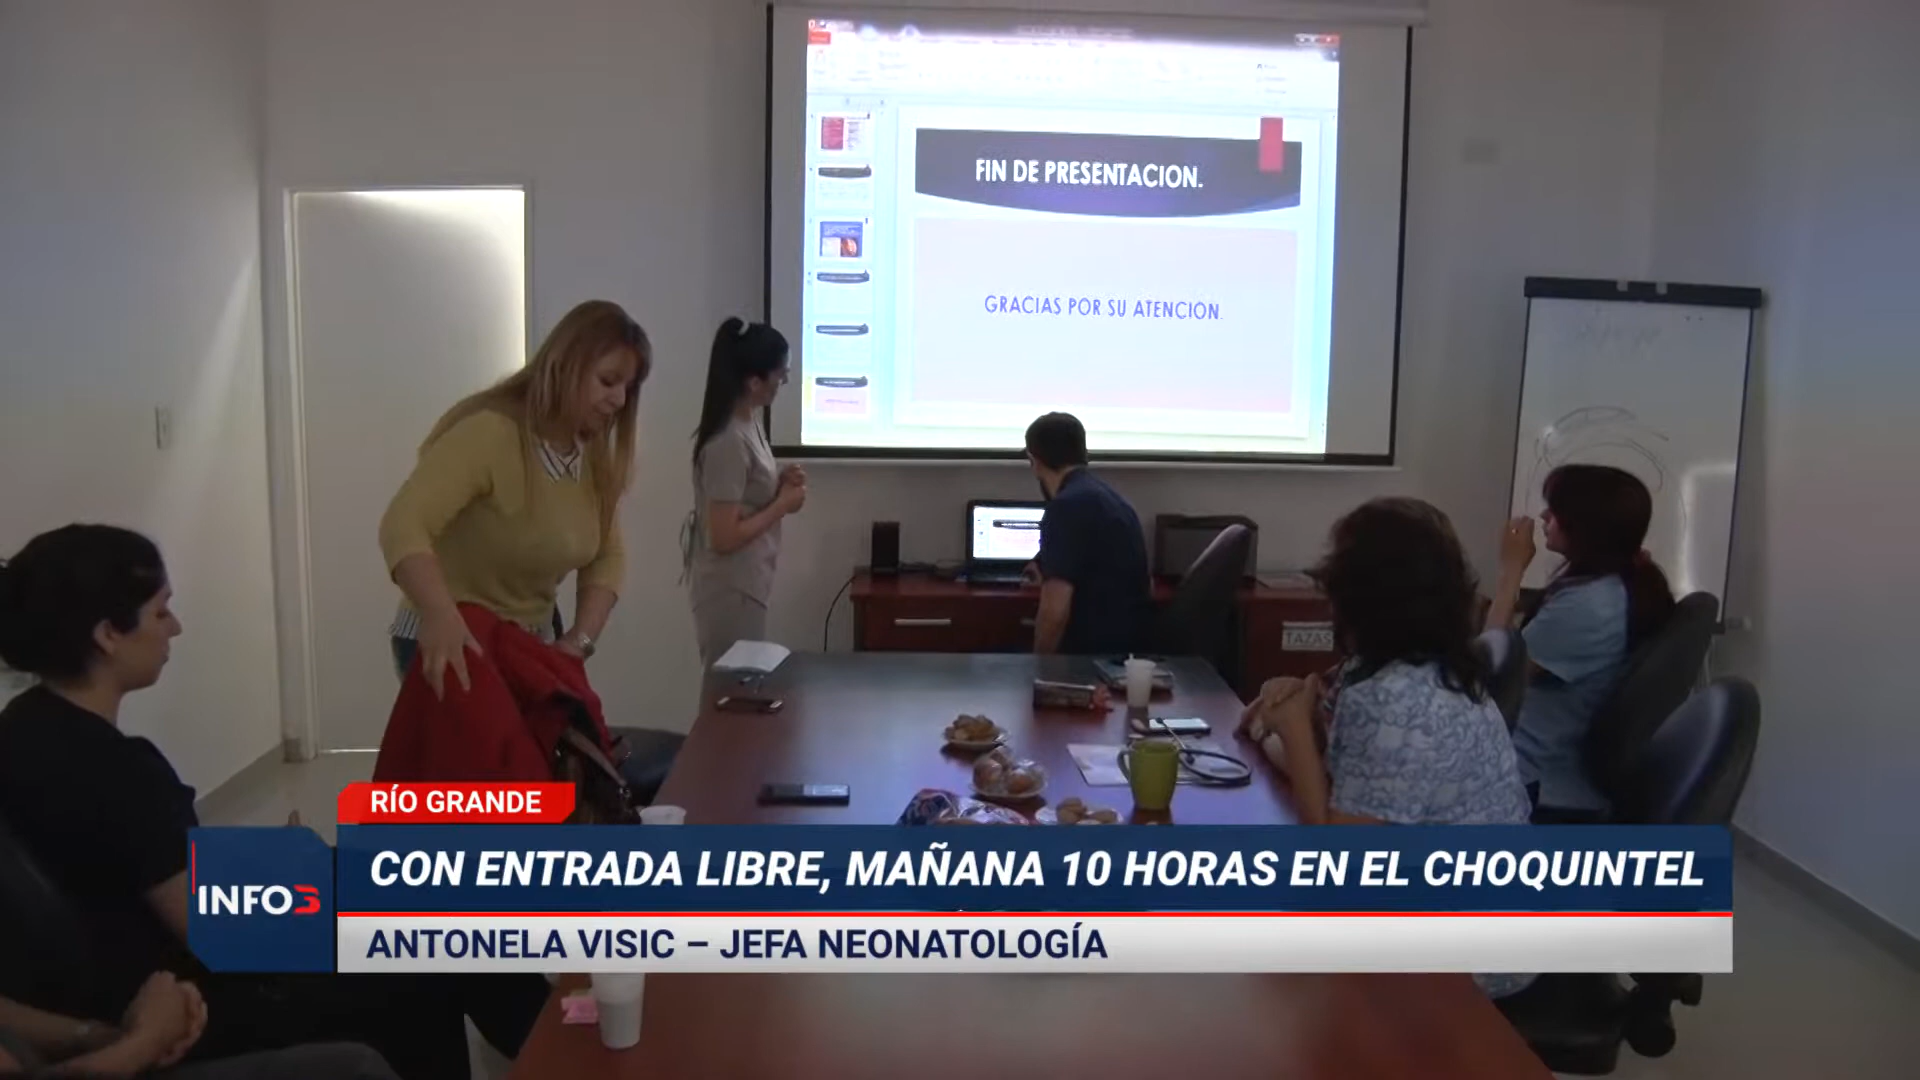 FIN DE PRESENTACION.
GRACIAS POR SU ATENCION.
TAZAS
RÍO GRANDE
INFO3
CON ENTRADA LIBRE, MAÑANA 10 HORAS EN EL CHOQUINTEL
ANTONELA VISIC – JEFA NEONATOLOGÍA